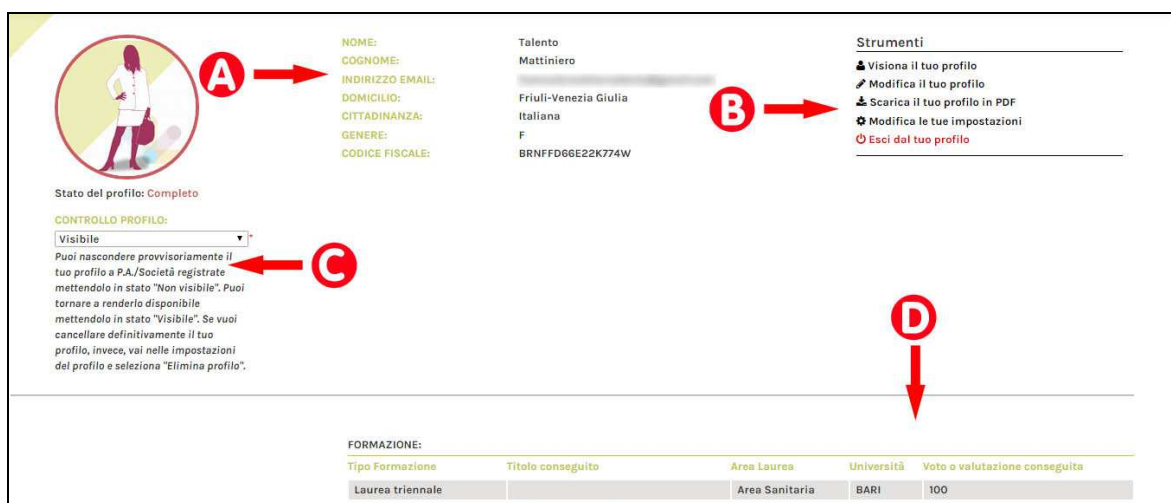 A
NOME: Talento
COGNOME: Mattiniero
INDIRIZZO EMAIL:
DOMICILIO: Friuli-Venezia Giulia
CITTADINANZA: Italiana
GENERE: F
CODICE FISCALE: BRNFFD66E22K774W
B
Strumenti
Visiona il tuo profilo
Modifica il tuo profilo
Scarica il tuo profilo in PDF
Modifica le tue impostazioni
Esci dal tuo profilo
Stato del profilo: Completo
CONTROLLO PROFILO:
Visibile *
Puoi nascondere provvisoriamente il
tuo profilo a P.A./Società registrate
mettendolo in stato "Non visibile". Puoi
tornare a renderlo disponibile
mettendolo in stato "Visibile". Se vuoi
cancellare definitivamente il tuo
profilo, invece, vai nelle impostazioni
del profilo e seleziona "Elimina profilo".
C
D
FORMAZIONE:
Tipo Formazione Titolo conseguito Area Laurea Università Voto o valutazione conseguita
Laurea triennale Area Sanitaria BARI 100